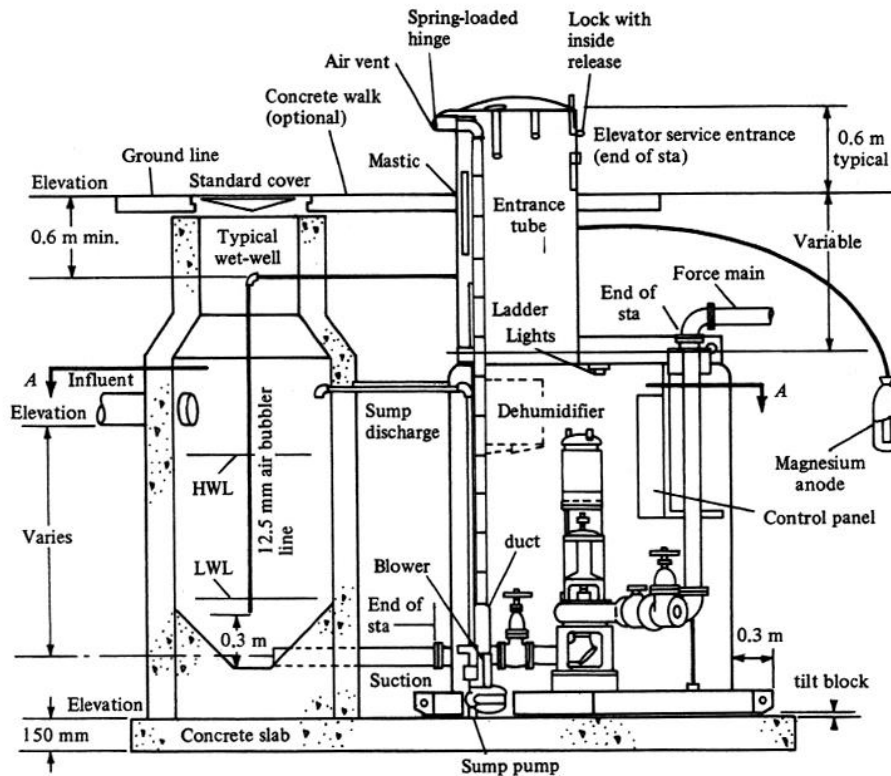 Spring-loaded
hinge
Lock with
inside
release
Air vent
Concrete walk
(optional)
Elevator service entrance
(end of sta)
0.6 m
typical
Mastic
Ground line
Elevation
Standard cover
Entrance
tube
0.6 m min.
Typical
wet-well
Variable
Force main
End of
sta
Ladder
Lights
A
Influent
A
Elevation
Sump
discharge
Dehumidifier
HWL
12.5 mm air bubbler
line
Magnesium
anode
Control panel
Varies
duct
Blower
LWL
End of
sta
0.3 m
0.3 m
Suction
tilt block
Elevation
150 mm
Concrete slab
Sump pump